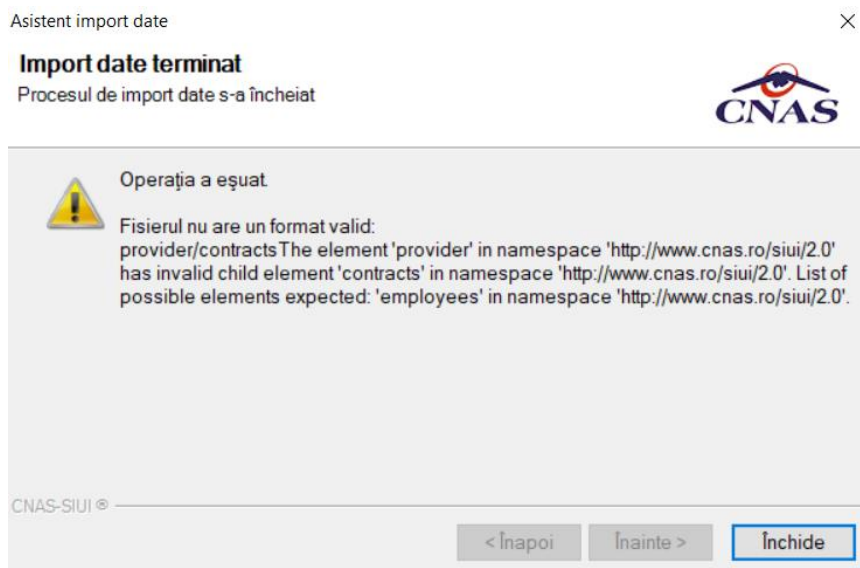 Asistent import date
Import date terminat
Procesul de import date s-a încheiat
CNAS
Operația a eșuat.
Fisierul nu are un format valid:
provider/contractsThe element 'provider' in namespace 'http://www.cnas.ro/siui/2.0'
has invalid child element 'contracts' in namespace 'http://www.cnas.ro/siui/2.0'. List of
possible elements expected: 'employees' in namespace 'http://www.cnas.ro/siui/2.0'.
CNAS-SIUI ®
< Înapoi
Înainte >
Închide